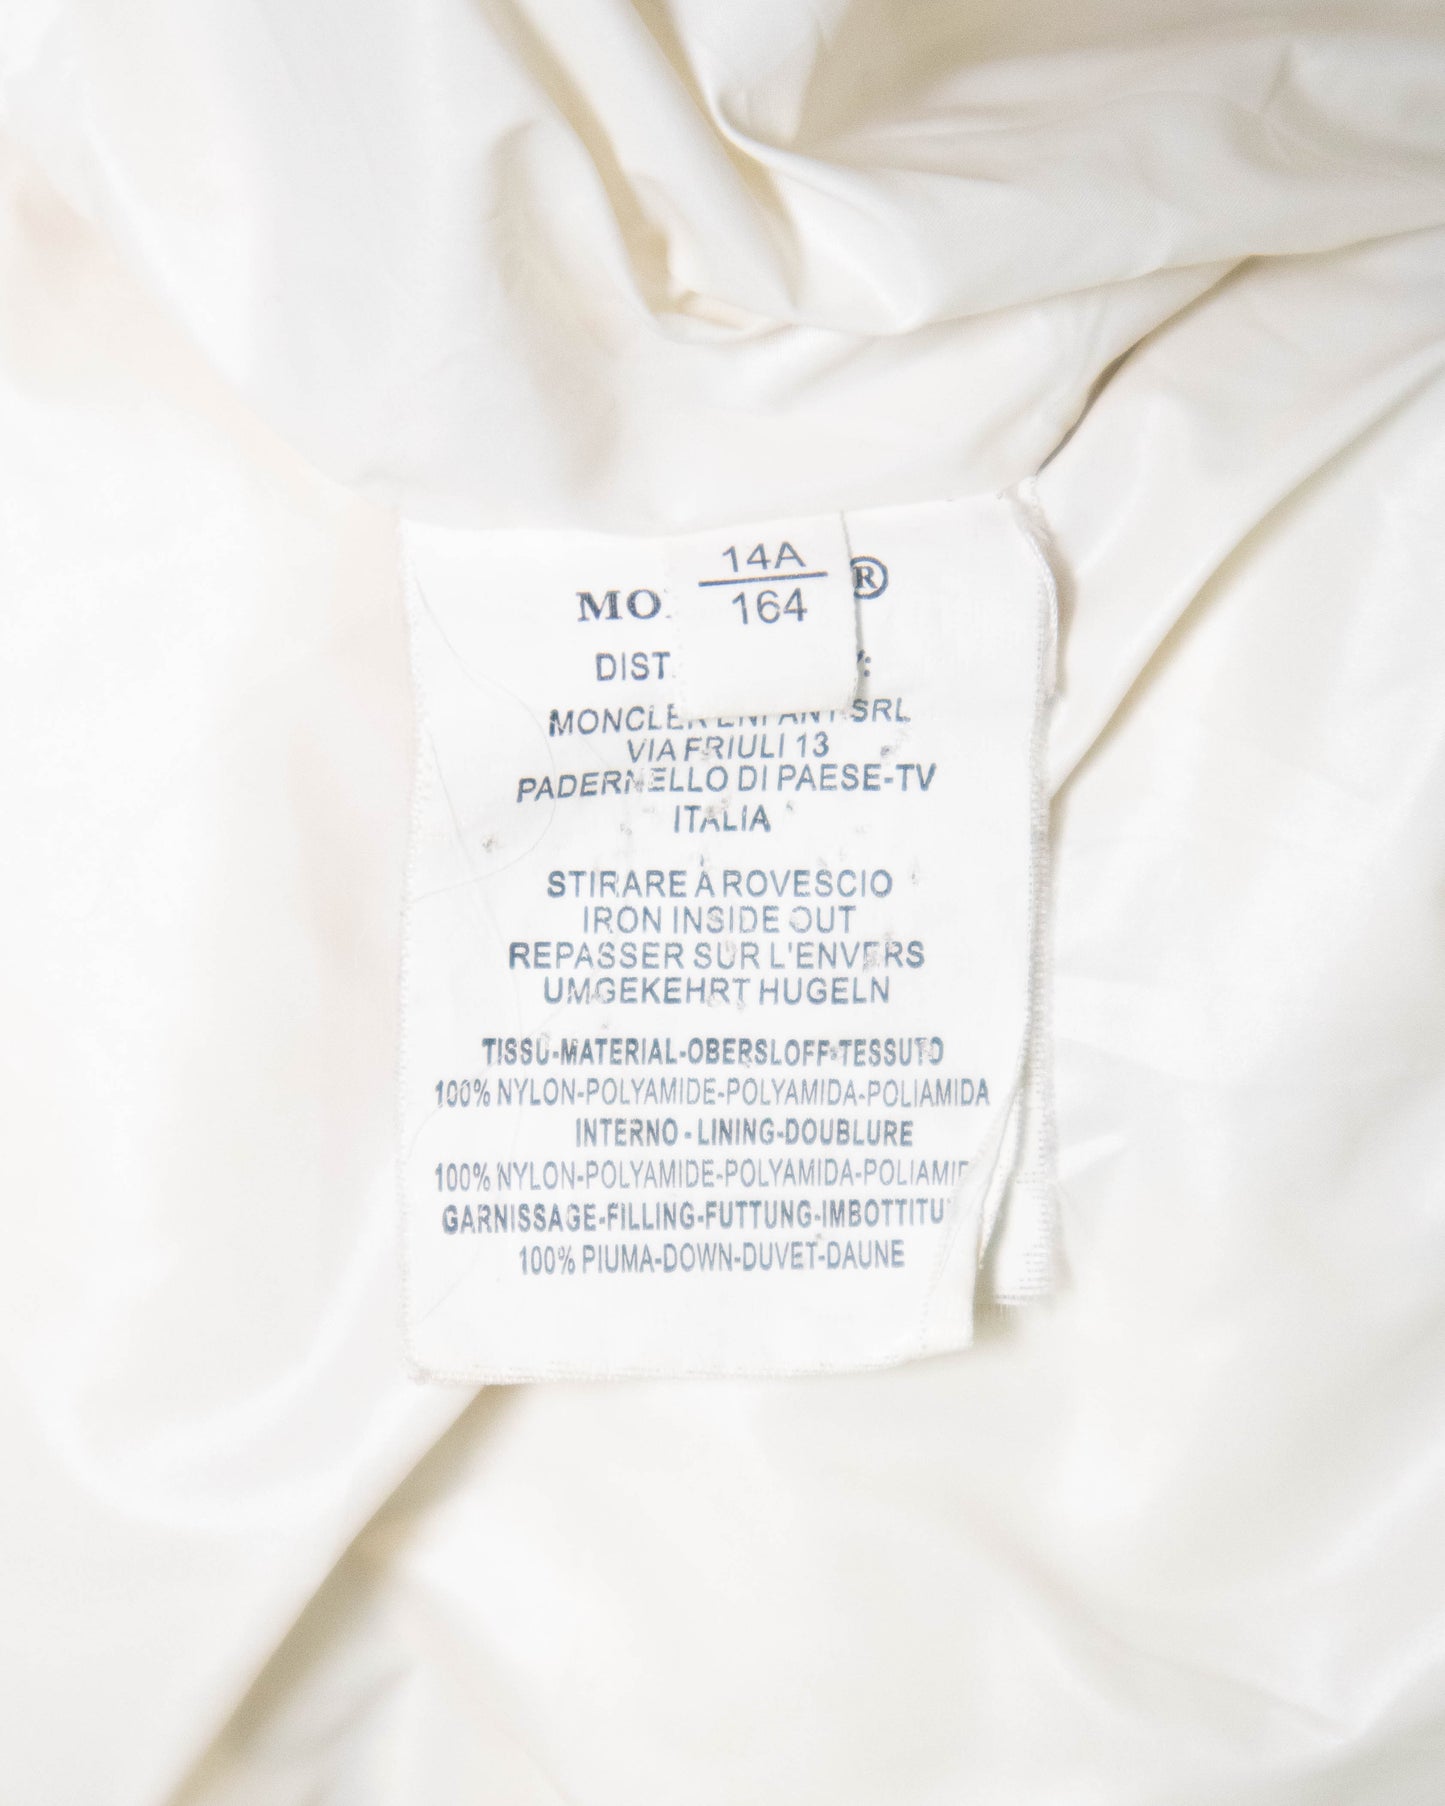 14A
164
MO ®
DIST :
MONCLER ENFANT SRL
VIA FRIULI 13
PADERNELLO DI PAESE-TV
ITALIA
STIRARE A ROVESCIO
IRON INSIDE OUT
REPASSER SUR L'ENVERS
UMGEKEHRT HUGELN
TISSU-MATERIAL-OBERSLOFF-TESSUTO
100% NYLON-POLYAMIDE-POLYAMIDA-POLIAMIDA
INTERNO - LINING-DOUBLURE
100% NYLON-POLYAMIDE-POLYAMIDA-POLIAMID
GARNISSAGE-FILLING-FUTTUNG-IMBOTTITU
100% PIUMA-DOWN-DUVET-DAUNE